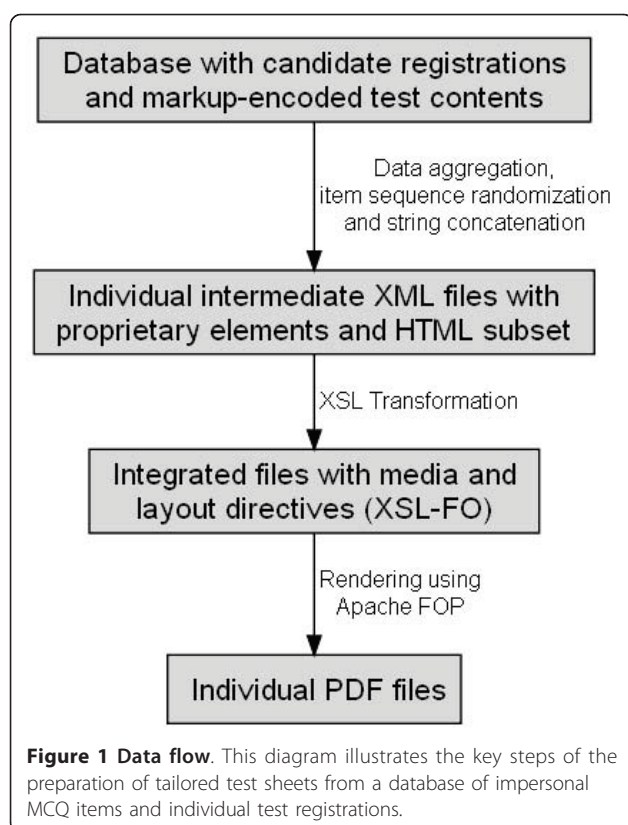 Database with candidate registrations
and markup-encoded test contents
Data aggregation,
item sequence randomization
and string concatenation
Individual intermediate XML files with
proprietary elements and HTML subset
XSL Transformation
Integrated files with media and
layout directives (XSL-FO)
Rendering using
Apache FOP
Individual PDF files
Figure 1 Data flow. This diagram illustrates the key steps of the
preparation of tailored test sheets from a database of impersonal
MCQ items and individual test registrations.